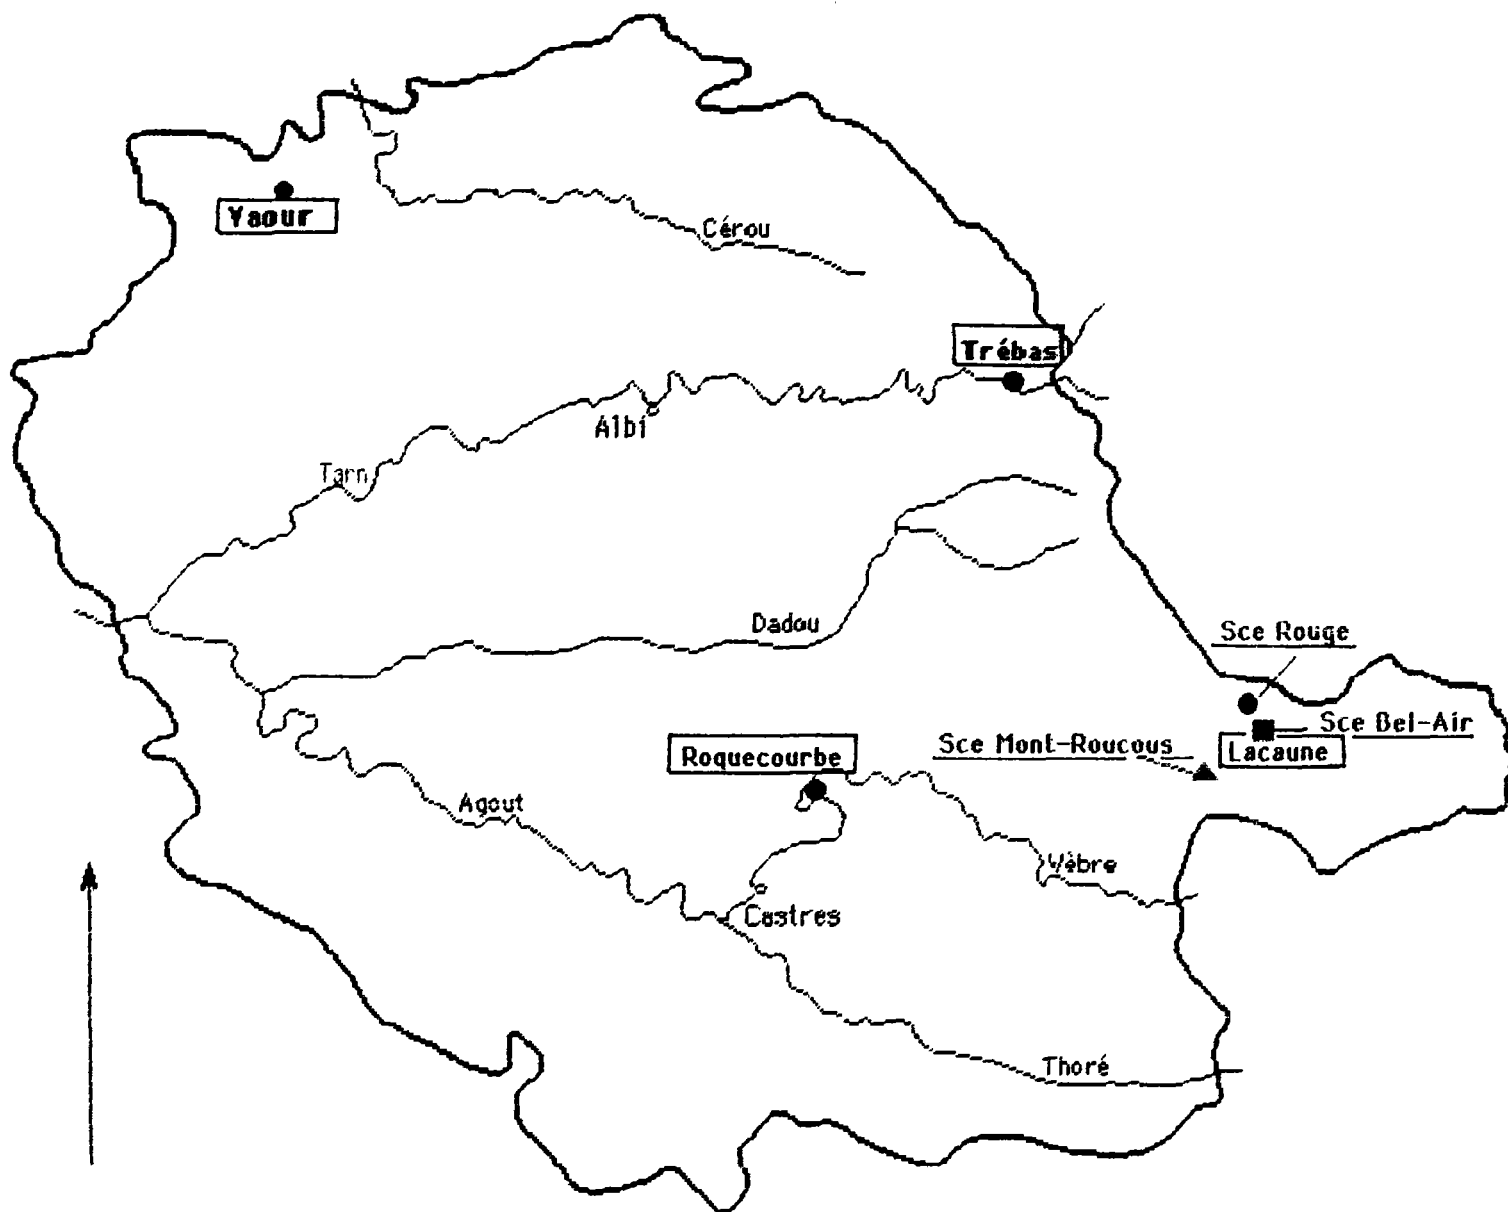 Yaour
Cérou
Trébas
Albi
Tarn
Dadou
Sce Rouge
Sce Bel-Air
Sce Mont-Roucous
Lacaune
Roquecourbe
Agout
Vèbre
Castres
Thoré